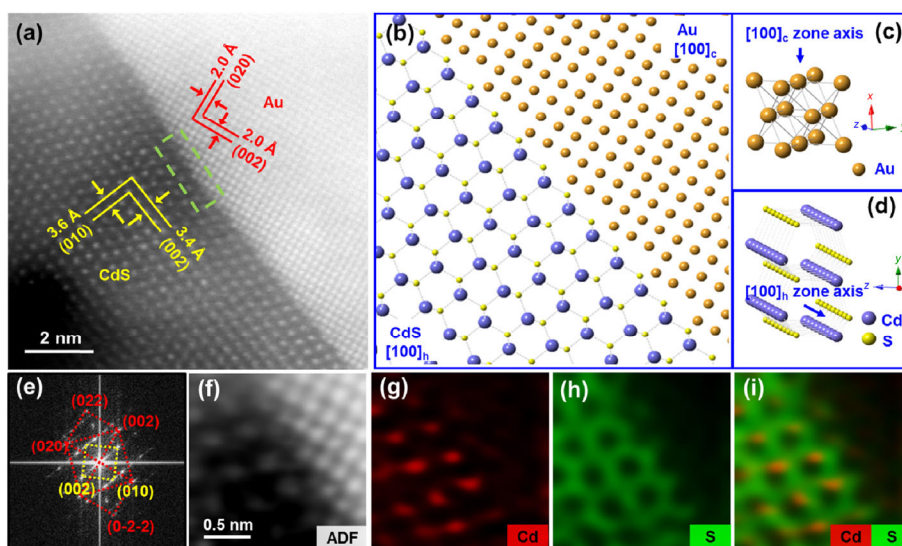 (a)
2.0 Å
(020)
Au
2.0 Å
(002)
3.6 Å
(010)
3.4 Å
(002)
CdS
2 nm
(b)
Au
[100]c
CdS
[100]h
(c)
[100]c zone axis
x
z
Au
(d)
y
z
[100]h zone axis
Cd
S
(e)
(022)
(002)
(020)
(002)
(010)
(0-2-2)
(f)
0.5 nm
ADF
(g)
Cd
(h)
S
(i)
Cd
S